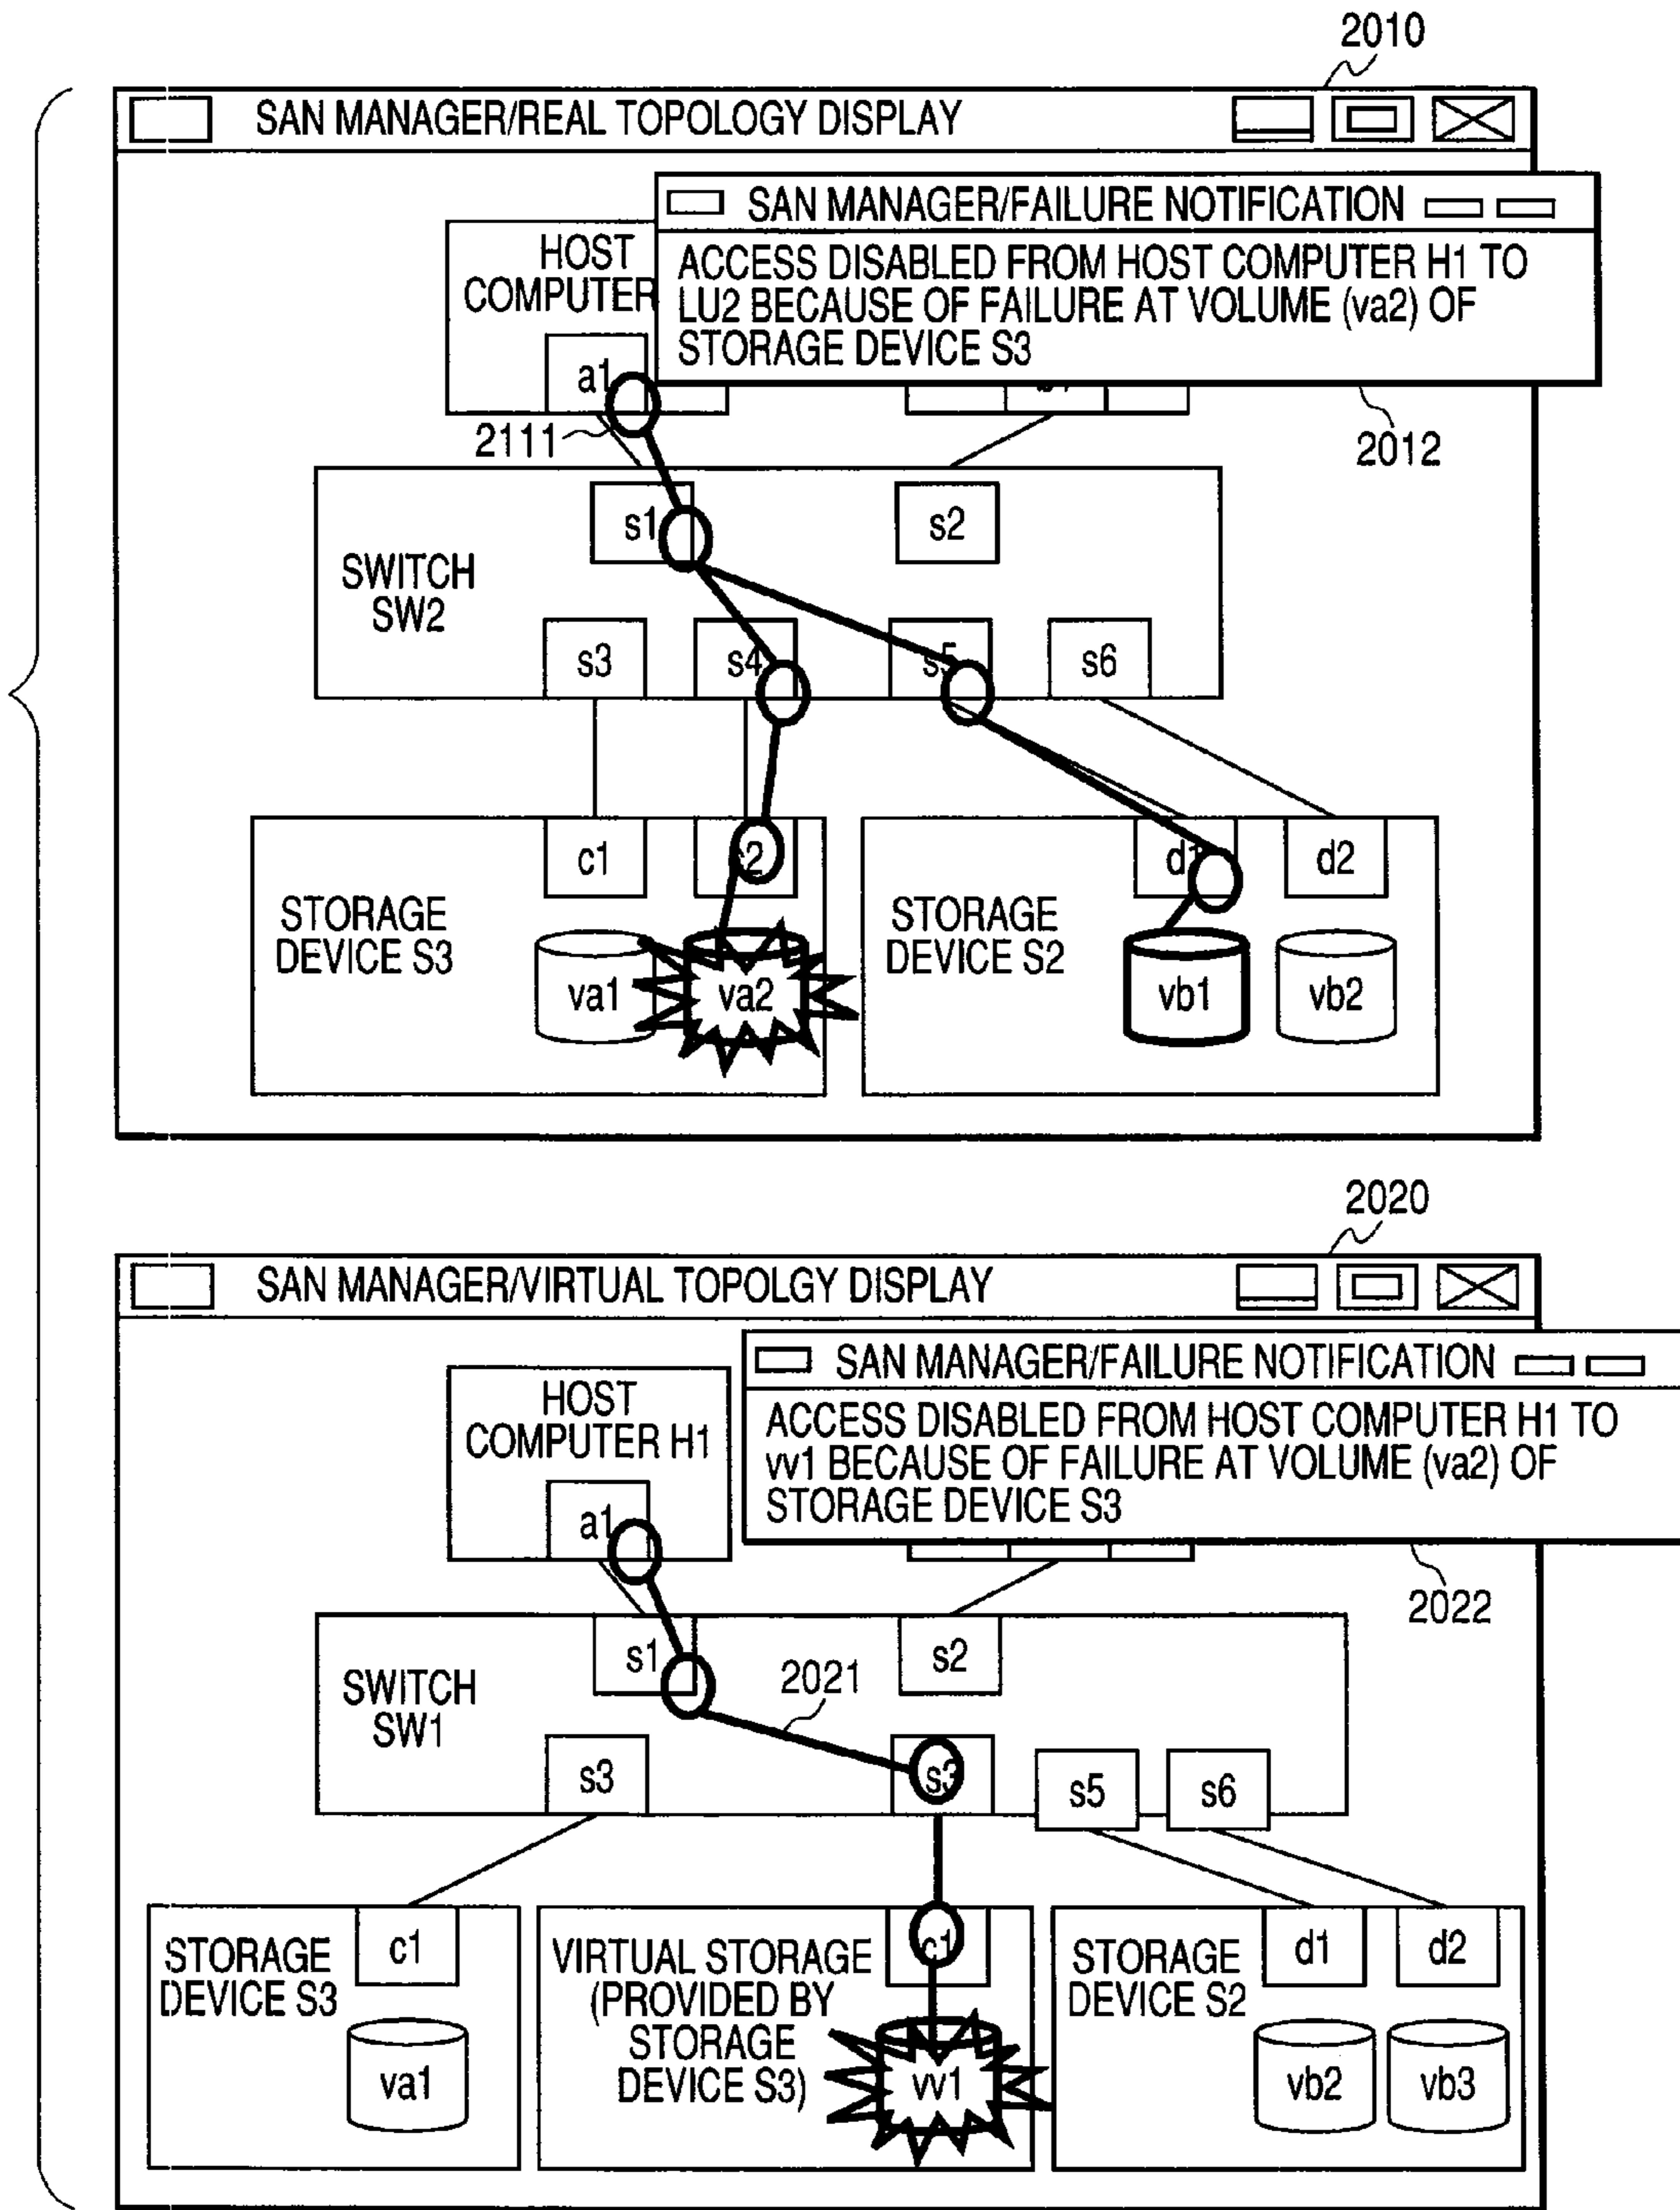 2010
SAN MANAGER/REAL TOPOLOGY DISPLAY
SAN MANAGER/FAILURE NOTIFICATION
ACCESS DISABLED FROM HOST COMPUTER H1 TO
LU2 BECAUSE OF FAILURE AT VOLUME (va2) OF
STORAGE DEVICE S3
HOST
COMPUTER
a1
2111
2012
s1
s2
SWITCH
SW2
s3
s4
s5
s6
c1
d1
d2
STORAGE
DEVICE S3
va1
va2
STORAGE
DEVICE S2
vb1
vb2
2020
SAN MANAGER/VIRTUAL TOPOLGY DISPLAY
SAN MANAGER/FAILURE NOTIFICATION
ACCESS DISABLED FROM HOST COMPUTER H1 TO
vv1 BECAUSE OF FAILURE AT VOLUME (va2) OF
STORAGE DEVICE S3
HOST
COMPUTER H1
a1
2022
s1
s2
2021
SWITCH
SW1
s3
s3
s5
s6
STORAGE
DEVICE S3
c1
va1
VIRTUAL STORAGE
(PROVIDED BY
STORAGE
DEVICE S3)
c1
vv1
STORAGE
DEVICE S2
d1
d2
vb2
vb3